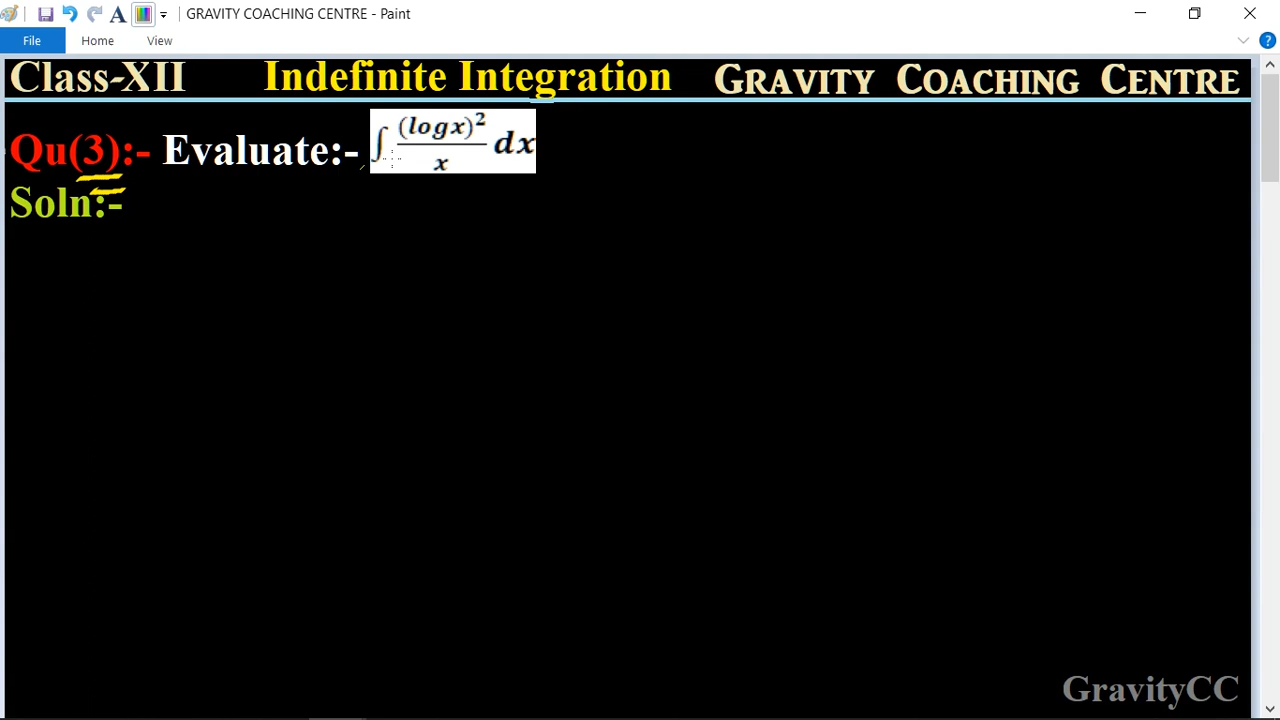 GRAVITY COACHING CENTRE - Paint
File Home View
Class-XII Indefinite Integration GRAVITY COACHING CENTRE
Qu(3):- Evaluate:- ∫ (logx)² / x dx
Soln:-
GravityCC